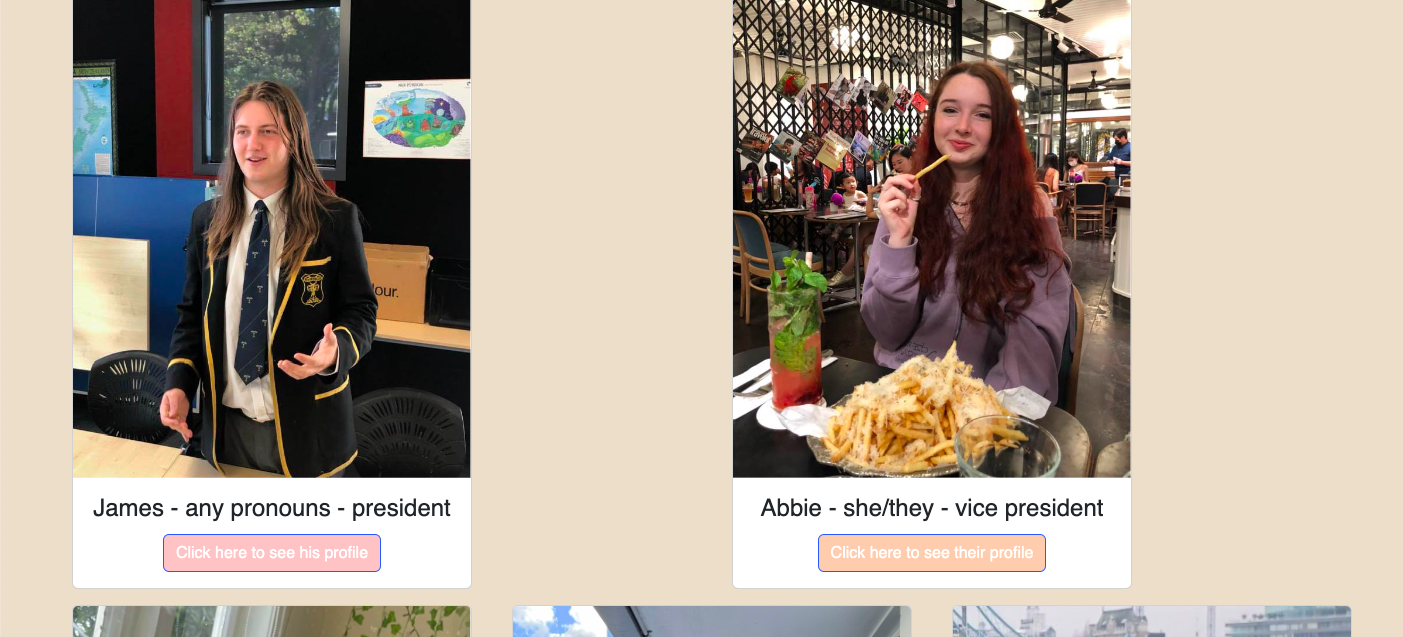 our.
James - any pronouns - president
Click here to see his profile
Abbie - she/they - vice president
Click here to see their profile